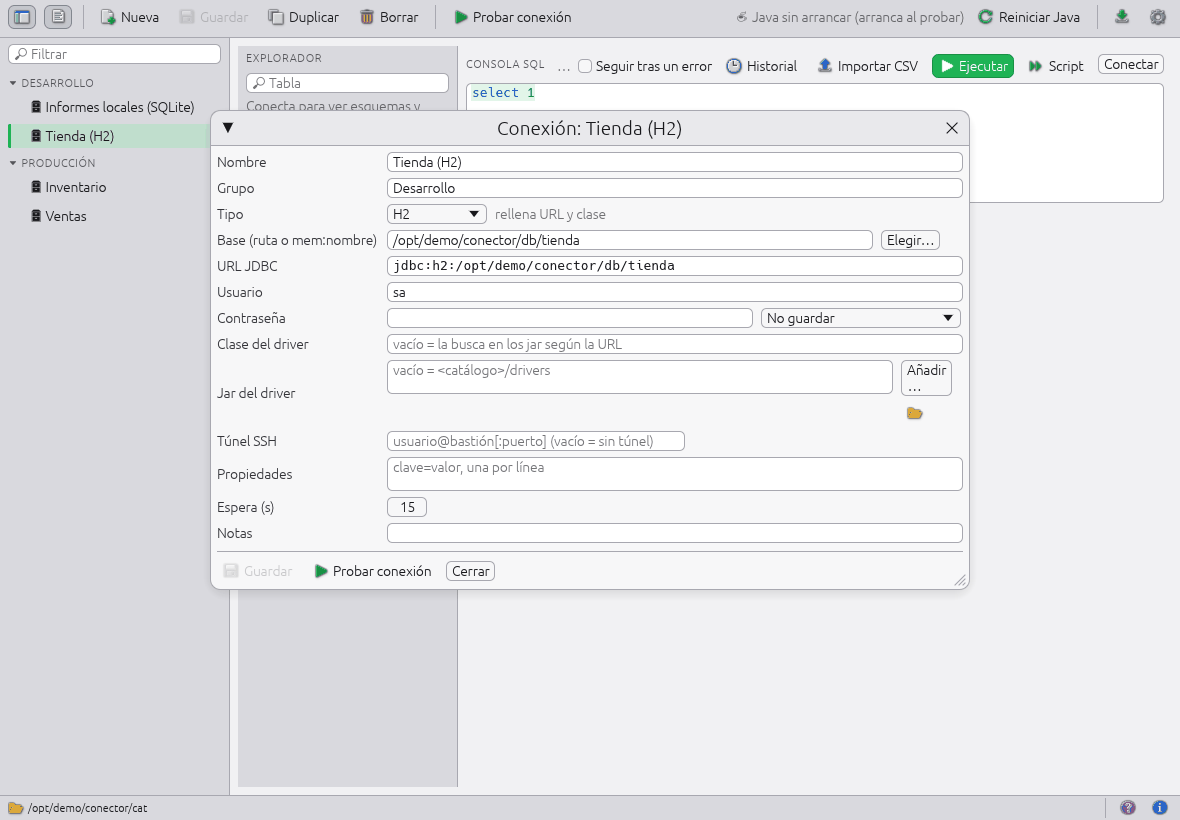 Nueva Guardar Duplicar Borrar Probar conexión Java sin arrancar (arranca al probar) Reiniciar Java
Filtrar
DESARROLLO
Informes locales (SQLite)
Tienda (H2)
PRODUCCIÓN
Inventario
Ventas
EXPLORADOR
Tabla
Conecta para ver esquemas y
CONSOLA SQL ... Seguir tras un error Historial Importar CSV Ejecutar Script Conectar
select 1
Conexión: Tienda (H2)
Nombre Tienda (H2)
Grupo Desarrollo
Tipo H2 rellena URL y clase
Base (ruta o mem:nombre) /opt/demo/conector/db/tienda Elegir...
URL JDBC jdbc:h2:/opt/demo/conector/db/tienda
Usuario sa
Contraseña No guardar
Clase del driver vacío = la busca en los jar según la URL
Jar del driver vacío = <catálogo>/drivers Añadir ...
Túnel SSH usuario@bastión[:puerto] (vacío = sin túnel)
Propiedades clave=valor, una por línea
Espera (s) 15
Notas
Guardar Probar conexión Cerrar
/opt/demo/conector/cat